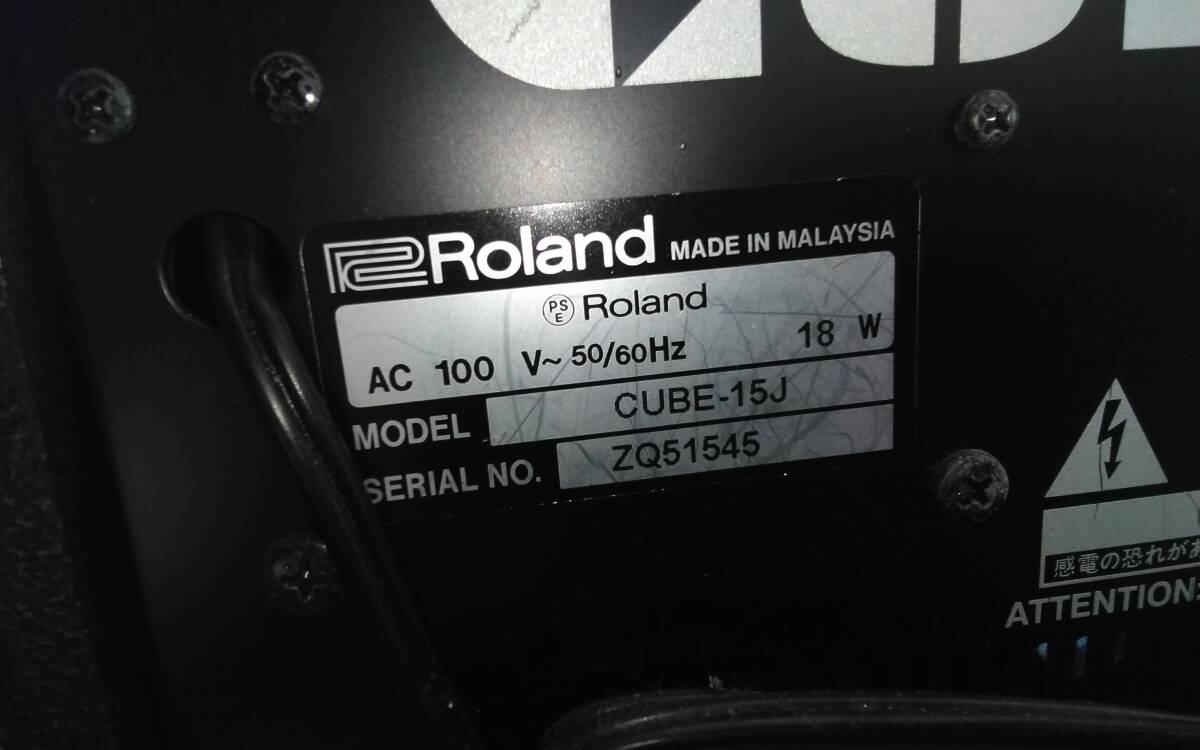 Roland MADE IN MALAYSIA
PSE Roland
AC 100 V~ 50/60Hz 18 W
MODEL CUBE-15J
SERIAL NO. ZQ51545
感電の恐れがあ
ATTENTION: